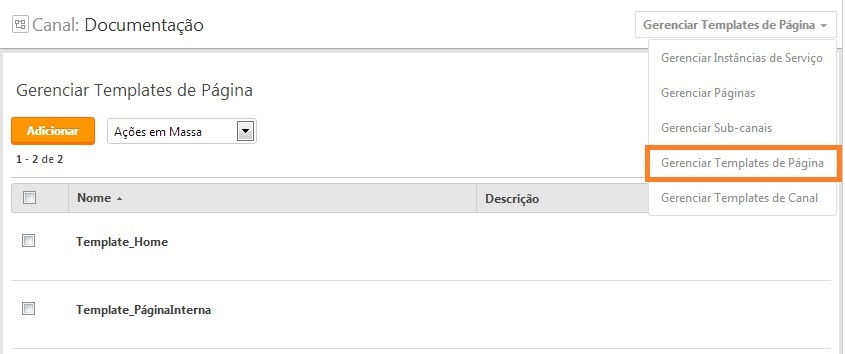 Canal: Documentação
Gerenciar Templates de Página
Gerenciar Instâncias de Serviço
Gerenciar Páginas
Gerenciar Sub-canais
Gerenciar Templates de Página
Gerenciar Templates de Canal
Gerenciar Templates de Página
Adicionar
Ações em Massa
1 - 2 de 2
Nome
Descrição
Template_Home
Template_PáginaInterna